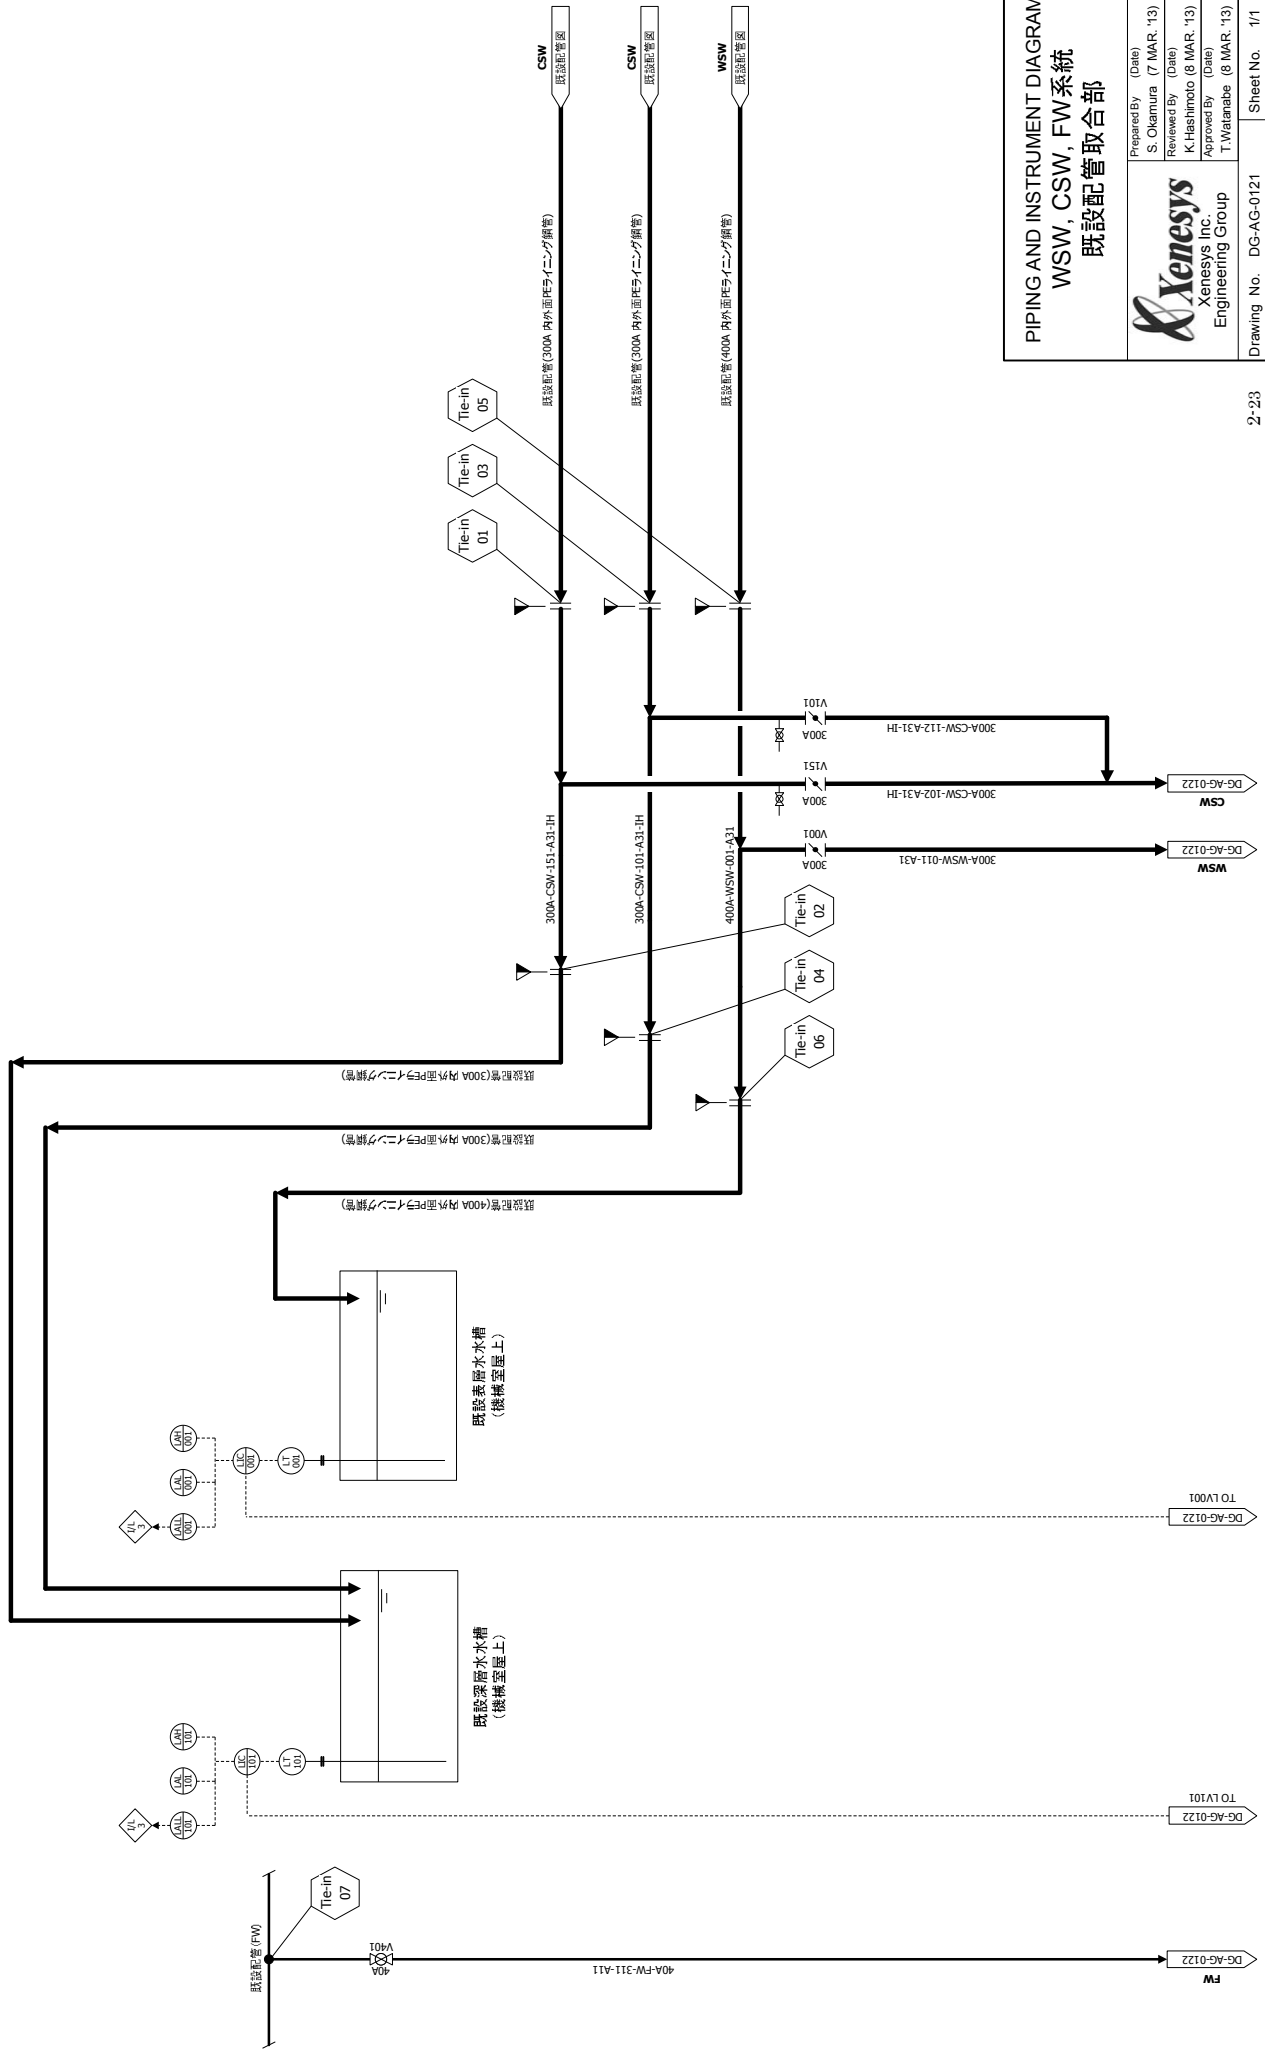 CSW
既設配管図
CSW
既設配管図
WSW
既設配管図
既設配管(300A 内外面PEライニング鋼管)
既設配管(300A 内外面PEライニング鋼管)
既設配管(400A 内外面PEライニング鋼管)
Tie-in
01
Tie-in
03
Tie-in
05
V101
300A
300A-CSW-112-A31-IH
V151
300A
300A-CSW-102-A31-IH
V001
300A
300A-WSW-011-A31
DG-AG-0122
CSW
DG-AG-0122
WSW
300A-CSW-151-A31-IH
300A-CSW-101-A31-IH
400A-WSW-001-A31
Tie-in
02
Tie-in
04
Tie-in
06
既設配管(300A 内外面PEライニング鋼管)
既設配管(300A 内外面PEライニング鋼管)
既設配管(400A 内外面PEライニング鋼管)
既設表層水水槽
(機械室屋上)
LAH
001
LAL
001
LALL
001
I/L
3
LIC
001
LT
001
TO LV001
DG-AG-0122
既設深層水水槽
(機械室屋上)
LAH
101
LAL
101
LALL
101
I/L
3
LIC
101
LT
101
TO LV101
DG-AG-0122
既設配管(FW)
Tie-in
07
V401
40A
40A-FW-311-A11
DG-AG-0122
FW
PIPING AND INSTRUMENT DIAGRAM
WSW, CSW, FW系統
既設配管取合部
Xenesys
Xenesys Inc.
Engineering Group
Prepared By (Date)
S. Okamura (7 MAR. '13)
Reviewed By (Date)
K.Hashimoto (8 MAR. '13)
Approved By (Date)
T.Watanabe (8 MAR. '13)
Drawing No. DG-AG-0121
Sheet No. 1/1
2-23